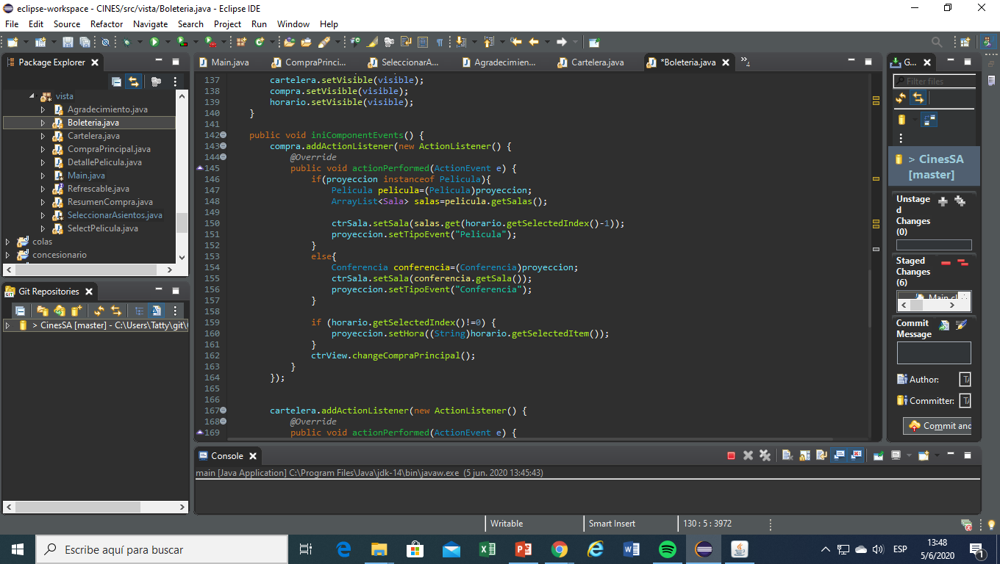 eclipse-workspace - CINES/src/vista/Boleteria.java - Eclipse IDE
File Edit Source Refactor Navigate Search Project Run Window Help
Package Explorer
vista
Agradecimiento.java
Boleteria.java
Cartelera.java
CompraPrincipal.java
DetallePelicula.java
Main.java
Refrescable.java
ResumenCompra.java
SeleccionarAsientos.java
SelectPelicula.java
colas
concesionario
Git Repositories
> CinesSA [master] - C:\Users\Tatty\git\
Main.java CompraPrinci... SeleccionarA... Agradecimien... Cartelera.java *Boleteria.java »4
137 cartelera.setVisible(visible);
138 compra.setVisible(visible);
139 horario.setVisible(visible);
140 }
141
142 public void iniComponentEvents() {
143 compra.addActionListener(new ActionListener() {
144 @Override
145 public void actionPerformed(ActionEvent e) {
146 if(proyeccion instanceof Pelicula){
147 Pelicula pelicula=(Pelicula)proyeccion;
148 ArrayList<Sala> salas=pelicula.getSalas();
149
150 ctrSala.setSala(salas.get(horario.getSelectedIndex()-1));
151 proyeccion.setTipoEvent("Pelicula");
152 }
153 else{
154 Conferencia conferencia=(Conferencia)proyeccion;
155 ctrSala.setSala(conferencia.getSala());
156 proyeccion.setTipoEvent("Conferencia");
157 }
158
159 if (horario.getSelectedIndex()!=0) {
160 proyeccion.setHora((String)horario.getSelectedItem());
161 }
162 ctrView.changeCompraPrincipal();
163 }
164 });
165
166
167 cartelera.addActionListener(new ActionListener() {
168 @Override
169 public void actionPerformed(ActionEvent e) {
G...
Filter files
> CinesSA
[master]
Unstage
d
Changes
(0)
Staged
Changes
(6)
Commit
Message
Author:
Committer:
Commit and
Console
main [Java Application] C:\Program Files\Java\jdk-14\bin\javaw.exe (5 jun. 2020 13:45:43)
Writable Smart Insert 130 : 5 : 3972
Escribe aquí para buscar
ESP
13:48
5/6/2020
1